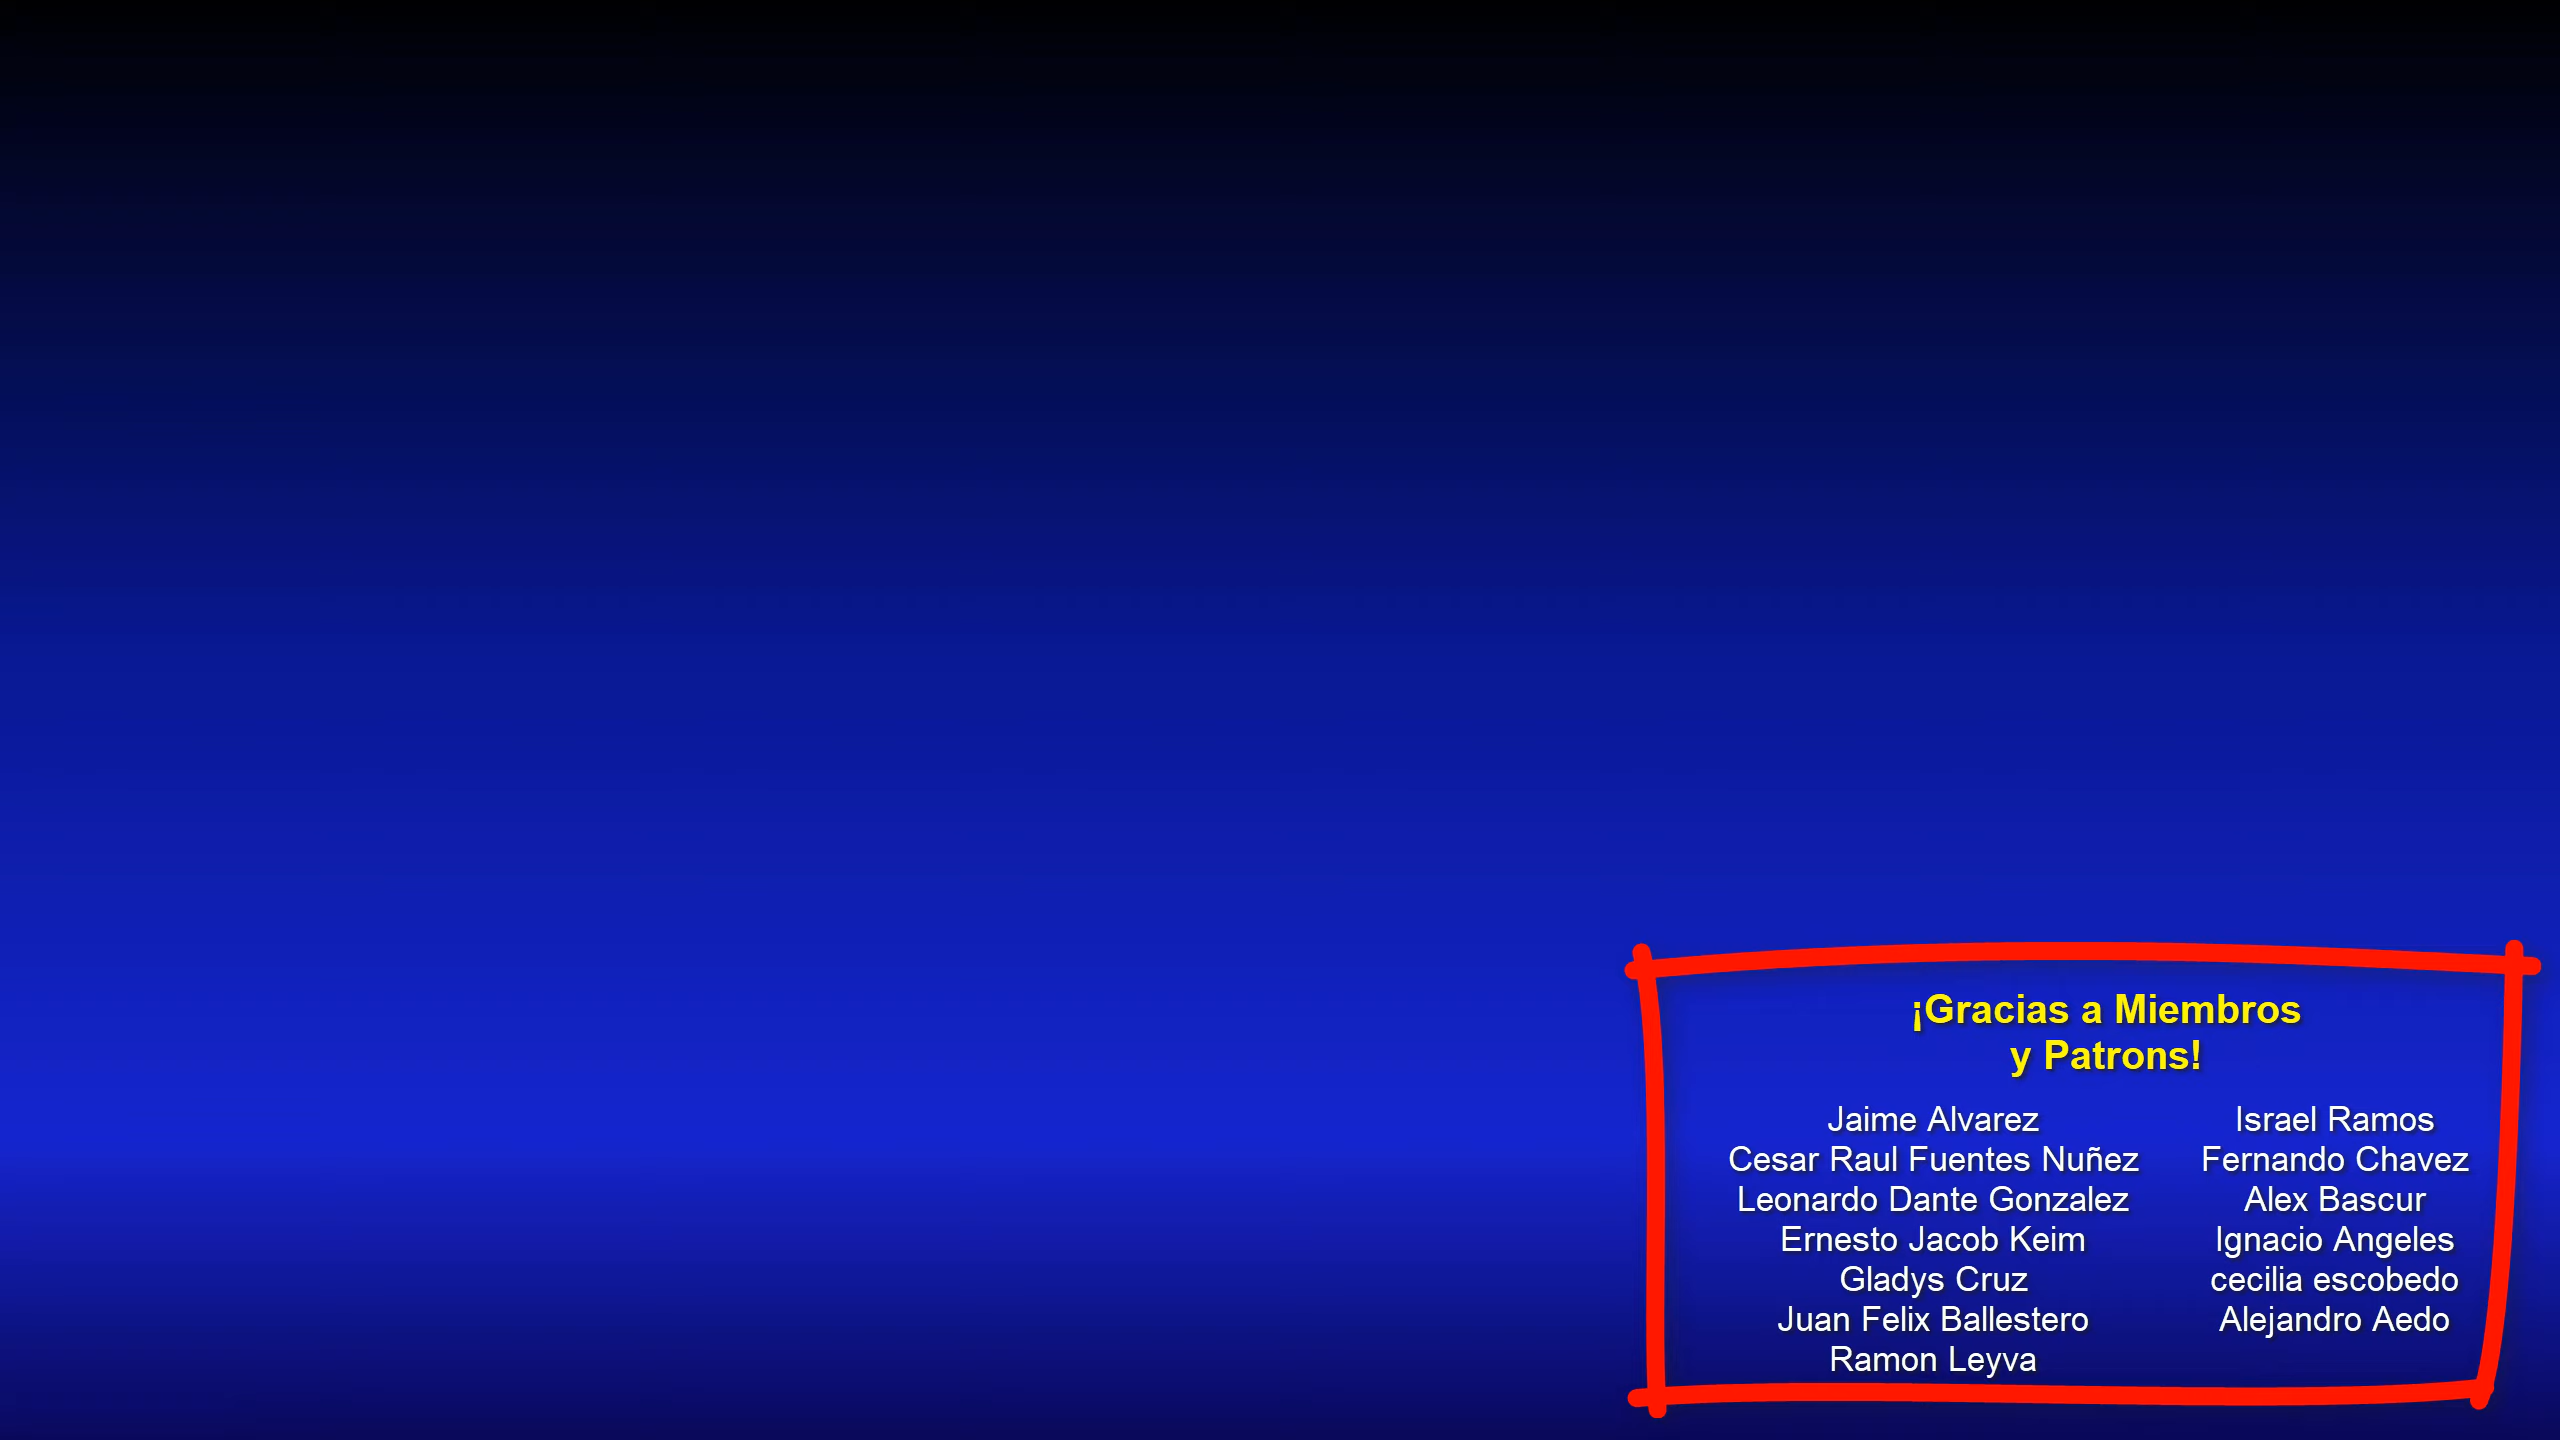 ¡Gracias a Miembros
y Patrons!
Jaime Alvarez
Cesar Raul Fuentes Nuñez
Leonardo Dante Gonzalez
Ernesto Jacob Keim
Gladys Cruz
Juan Felix Ballestero
Ramon Leyva
Israel Ramos
Fernando Chavez
Alex Bascur
Ignacio Angeles
cecilia escobedo
Alejandro Aedo